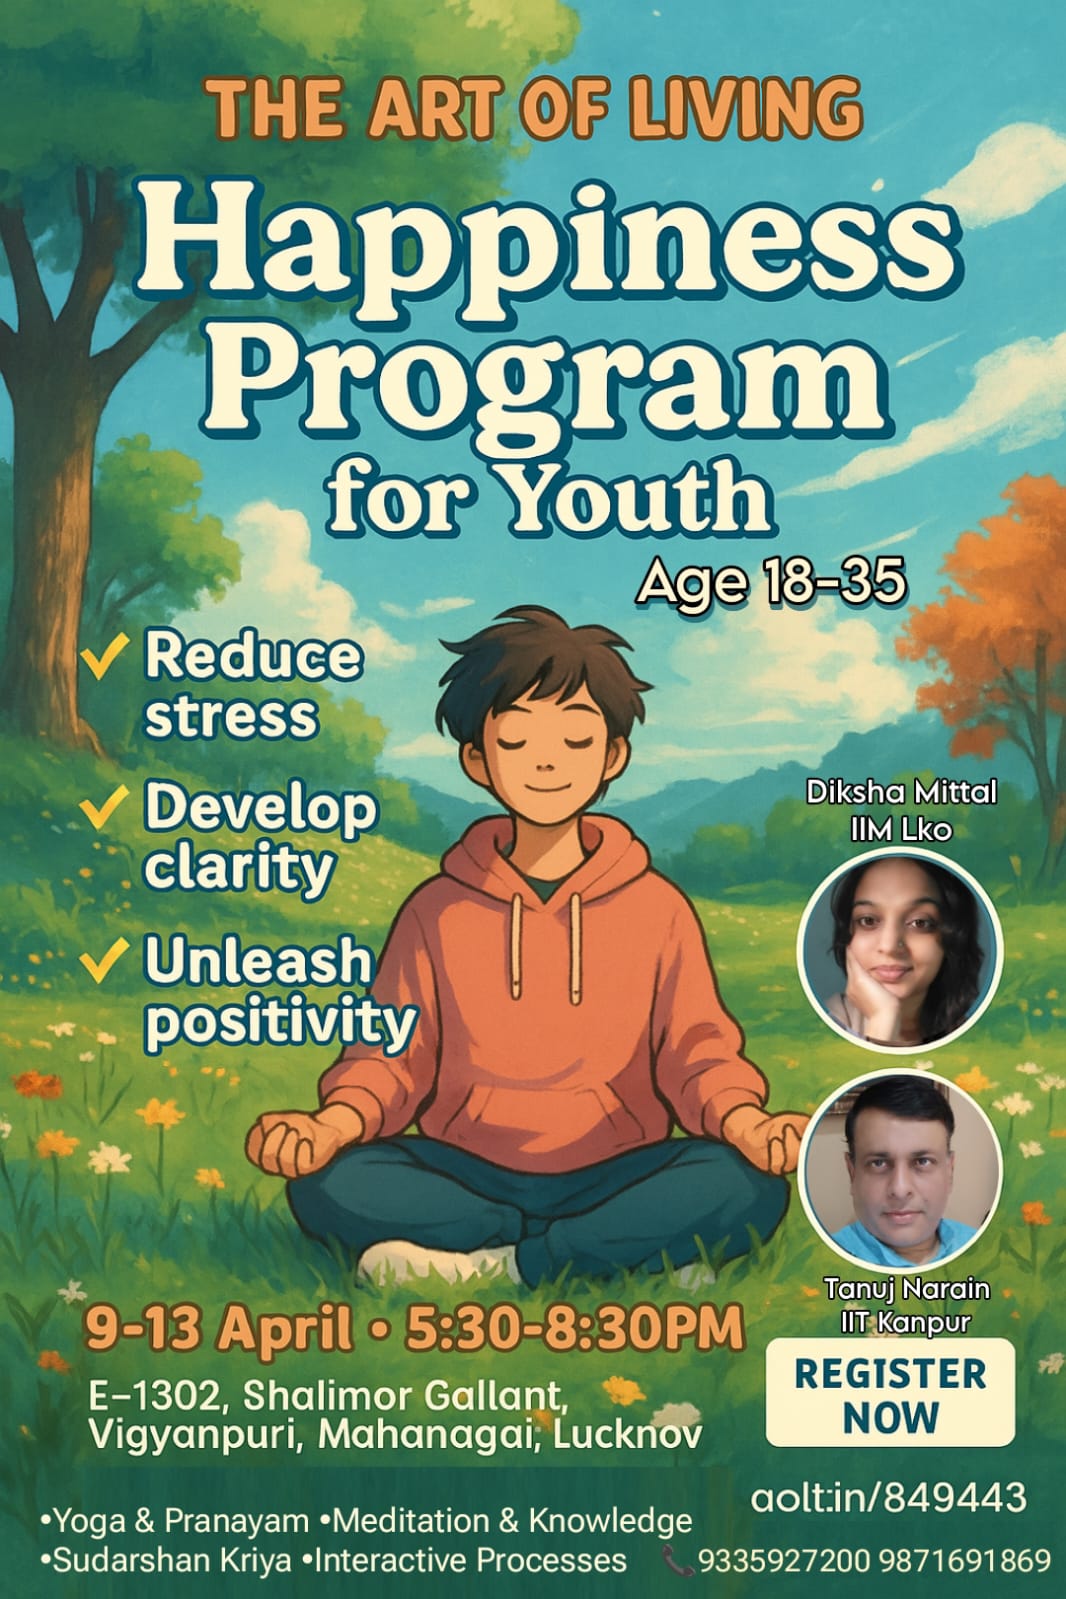 THE ART OF LIVING
Happiness
Program
for Youth
Age 18-35
✓ Reduce
stress
✓ Develop
clarity
✓ Unleash
positivity
Diksha Mittal
IIM Lko
Tanuj Narain
IIT Kanpur
9-13 April • 5:30-8:30PM
E-1302, Shalimor Gallant,
Vigyanpuri, Mahanagai, Lucknov
REGISTER
NOW
aolt:in/849443
•Yoga & Pranayam •Meditation & Knowledge
•Sudarshan Kriya •Interactive Processes
📞9335927200 9871691869